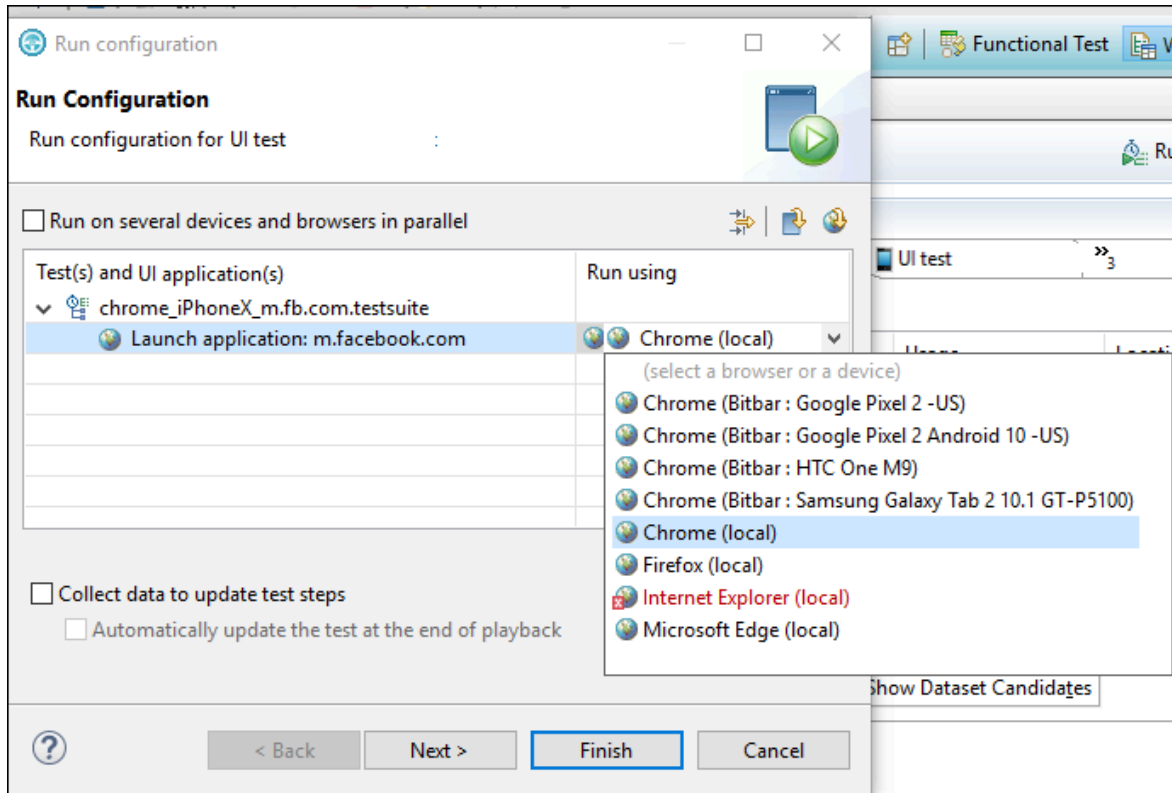 Run configuration
Functional Test
Run Configuration
Run configuration for UI test :
Run on several devices and browsers in parallel
Test(s) and UI application(s) Run using
UI test
3
chrome_iPhoneX_m.fb.com.testsuite
Launch application: m.facebook.com Chrome (local)
(select a browser or a device)
Chrome (Bitbar : Google Pixel 2 -US)
Chrome (Bitbar : Google Pixel 2 Android 10 -US)
Chrome (Bitbar : HTC One M9)
Chrome (Bitbar : Samsung Galaxy Tab 2 10.1 GT-P5100)
Chrome (local)
Firefox (local)
Internet Explorer (local)
Microsoft Edge (local)
Collect data to update test steps
Automatically update the test at the end of playback
Show Dataset Candidates
< Back Next > Finish Cancel